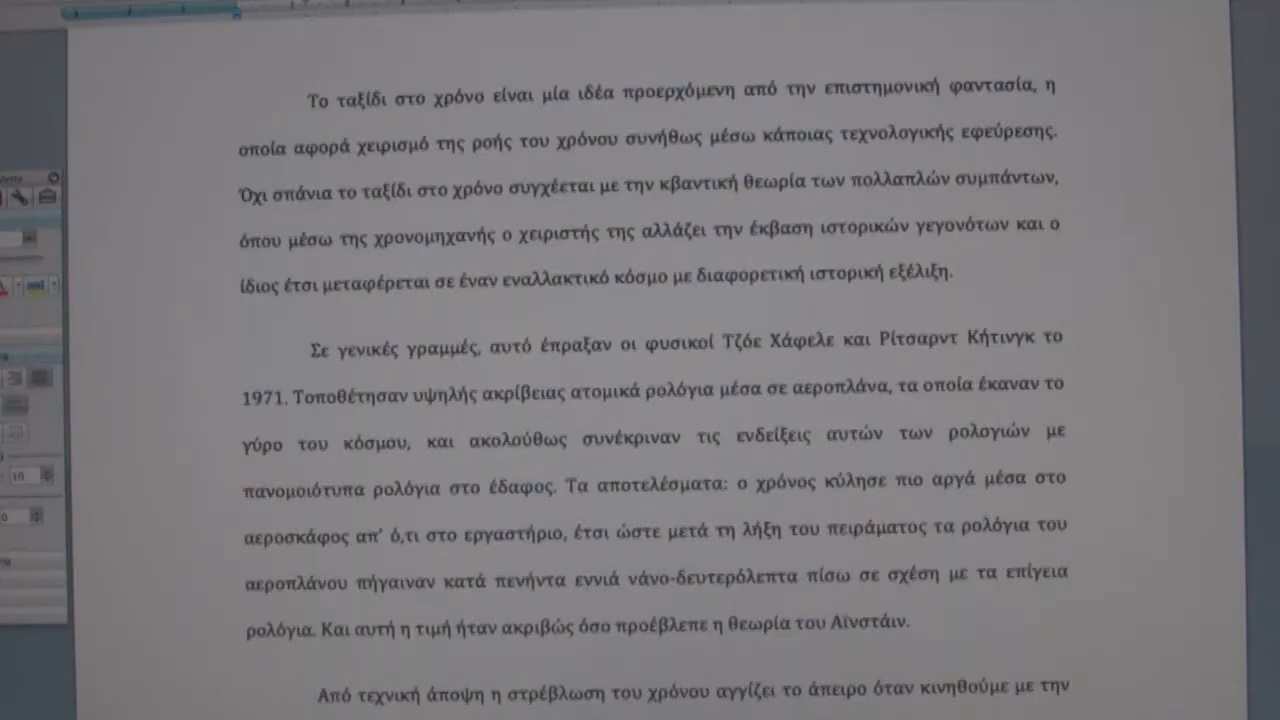 Το ταξίδι στο χρόνο είναι μία ιδέα προερχόμενη από την επιστημονική φαντασία, η
οποία αφορά χειρισμό της ροής του χρόνου συνήθως μέσω κάποιας τεχνολογικής εφεύρεσης.
Όχι σπάνια το ταξίδι στο χρόνο συγχέεται με την κβαντική θεωρία των πολλαπλών συμπάντων,
όπου μέσω της χρονομηχανής ο χειριστής της αλλάζει την έκβαση ιστορικών γεγονότων και ο
ίδιος έτσι μεταφέρεται σε έναν εναλλακτικό κόσμο με διαφορετική ιστορική εξέλιξη.
Σε γενικές γραμμές, αυτό έπραξαν οι φυσικοί Τζόε Χάφελε και Ρίτσαρντ Κήτινγκ το
1971. Τοποθέτησαν υψηλής ακρίβειας ατομικά ρολόγια μέσα σε αεροπλάνα, τα οποία έκαναν το
γύρο του κόσμου, και ακολούθως συνέκριναν τις ενδείξεις αυτών των ρολογιών με
πανομοιότυπα ρολόγια στο έδαφος. Τα αποτελέσματα: ο χρόνος κύλησε πιο αργά μέσα στο
αεροσκάφος απ' ό,τι στο εργαστήριο, έτσι ώστε μετά τη λήξη του πειράματος τα ρολόγια του
αεροπλάνου πήγαιναν κατά πενήντα εννιά νάνο-δευτερόλεπτα πίσω σε σχέση με τα επίγεια
ρολόγια. Και αυτή η τιμή ήταν ακριβώς όσο προέβλεπε η θεωρία του Αϊνστάιν.
Από τεχνική άποψη η στρέβλωση του χρόνου αγγίζει το άπειρο όταν κινηθούμε με την
10
0